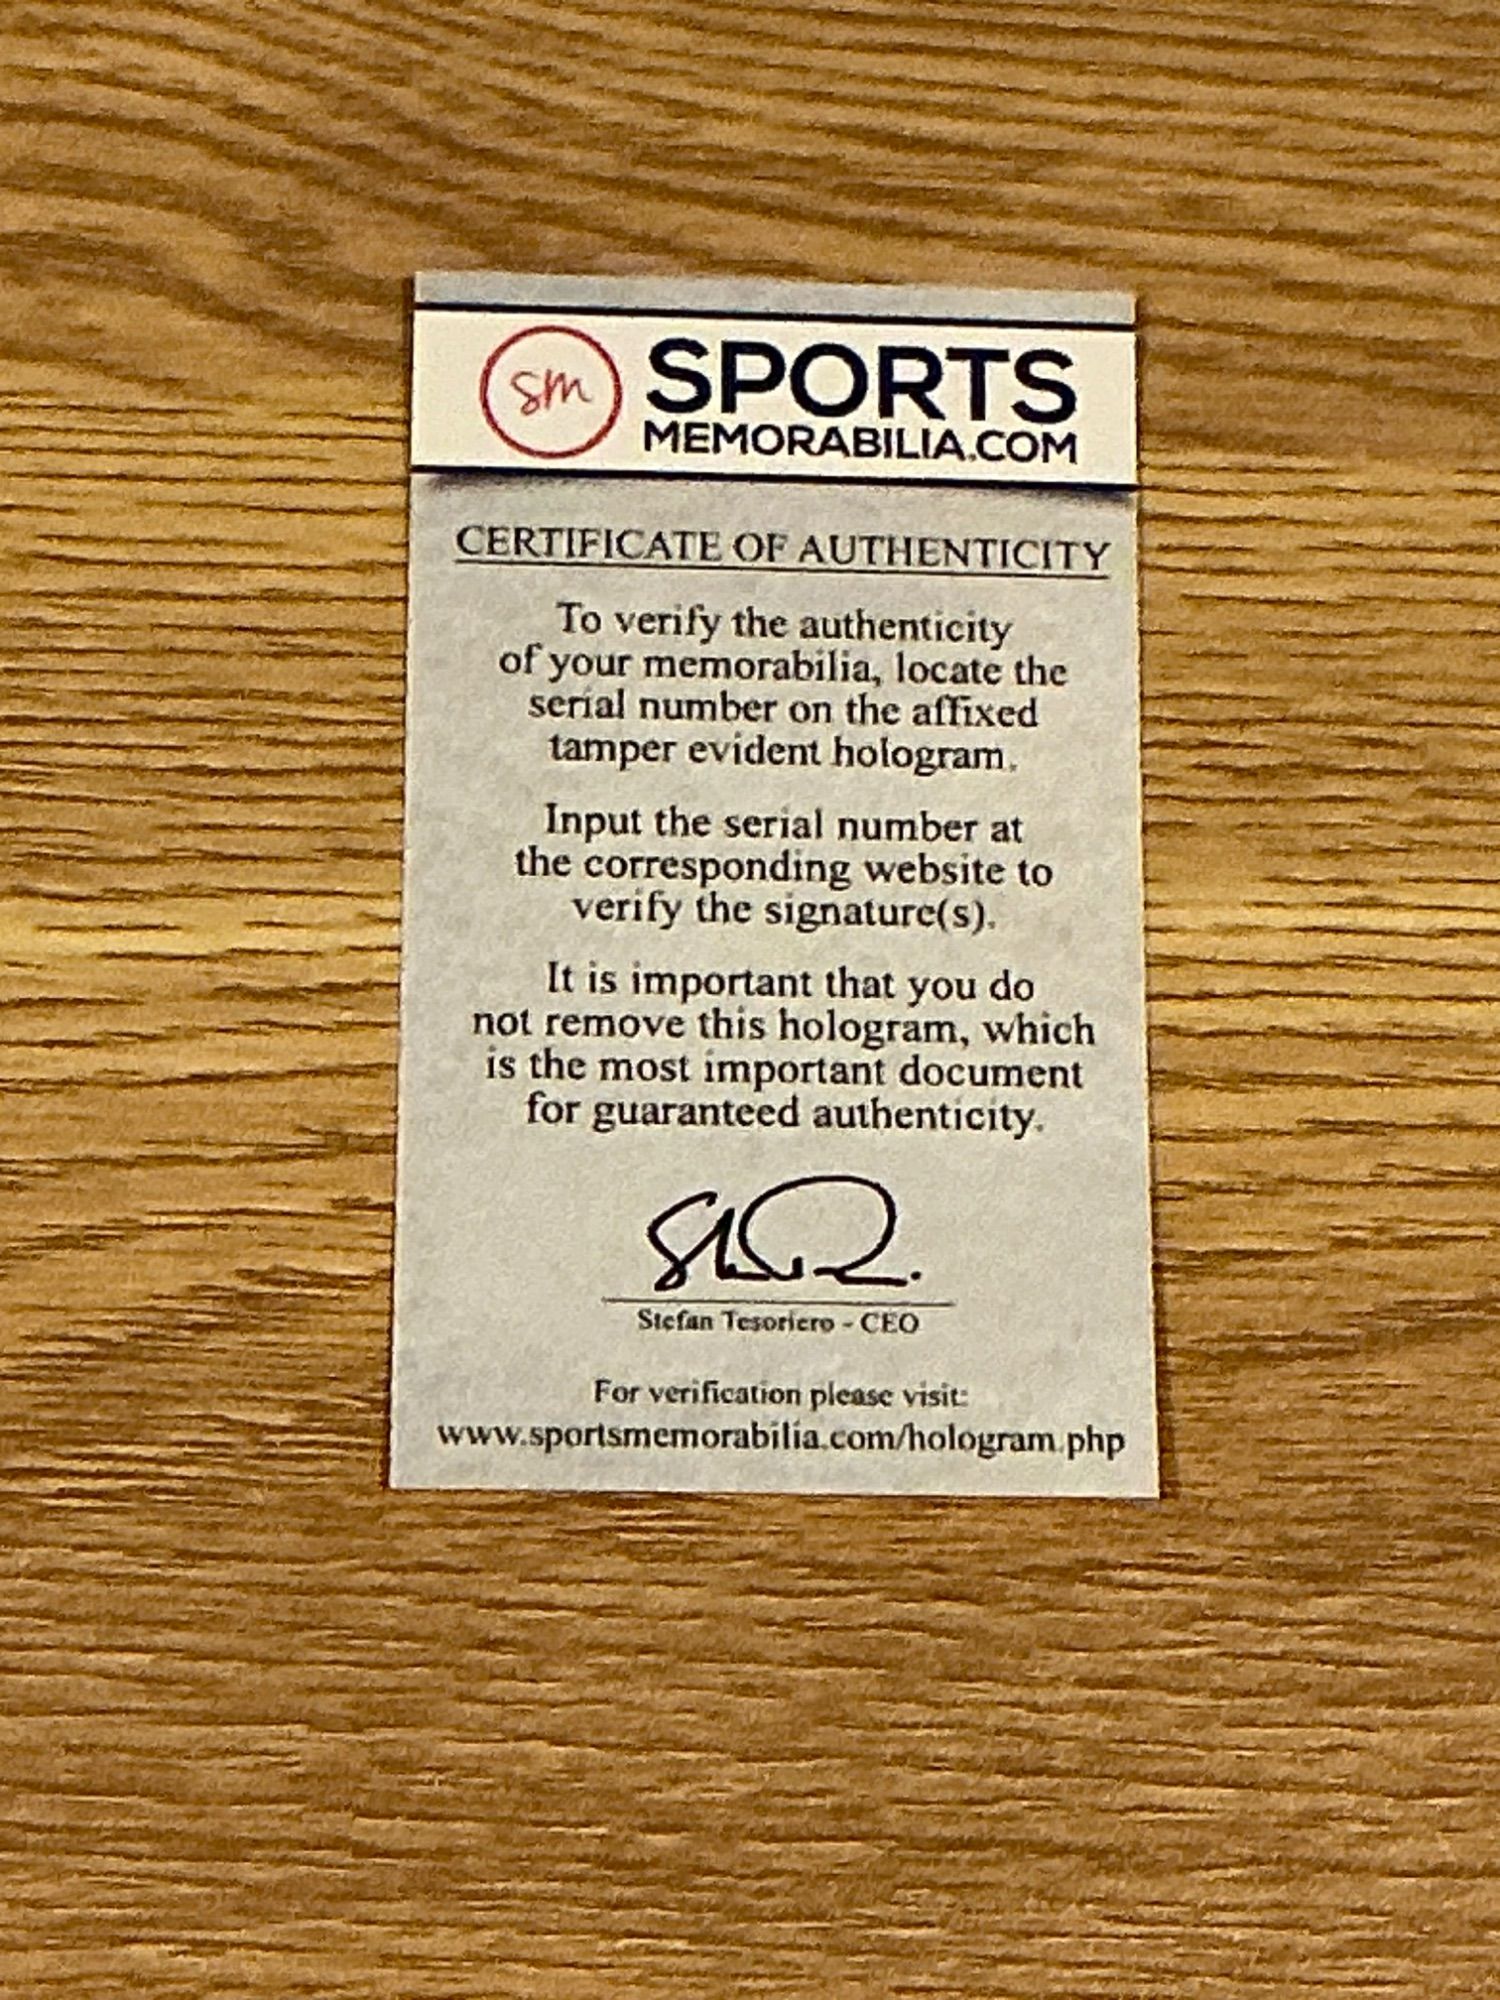 sm
SPORTS
MEMORABILIA.COM
CERTIFICATE OF AUTHENTICITY
To verify the authenticity
of your memorabilia, locate the
serial number on the affixed
tamper evident hologram.
Input the serial number at
the corresponding website to
verify the signature(s).
It is important that you do
not remove this hologram, which
is the most important document
for guaranteed authenticity.
Stefan Tesoriero - CEO
For verification please visit:
www.sportsmemorabilia.com/hologram.php